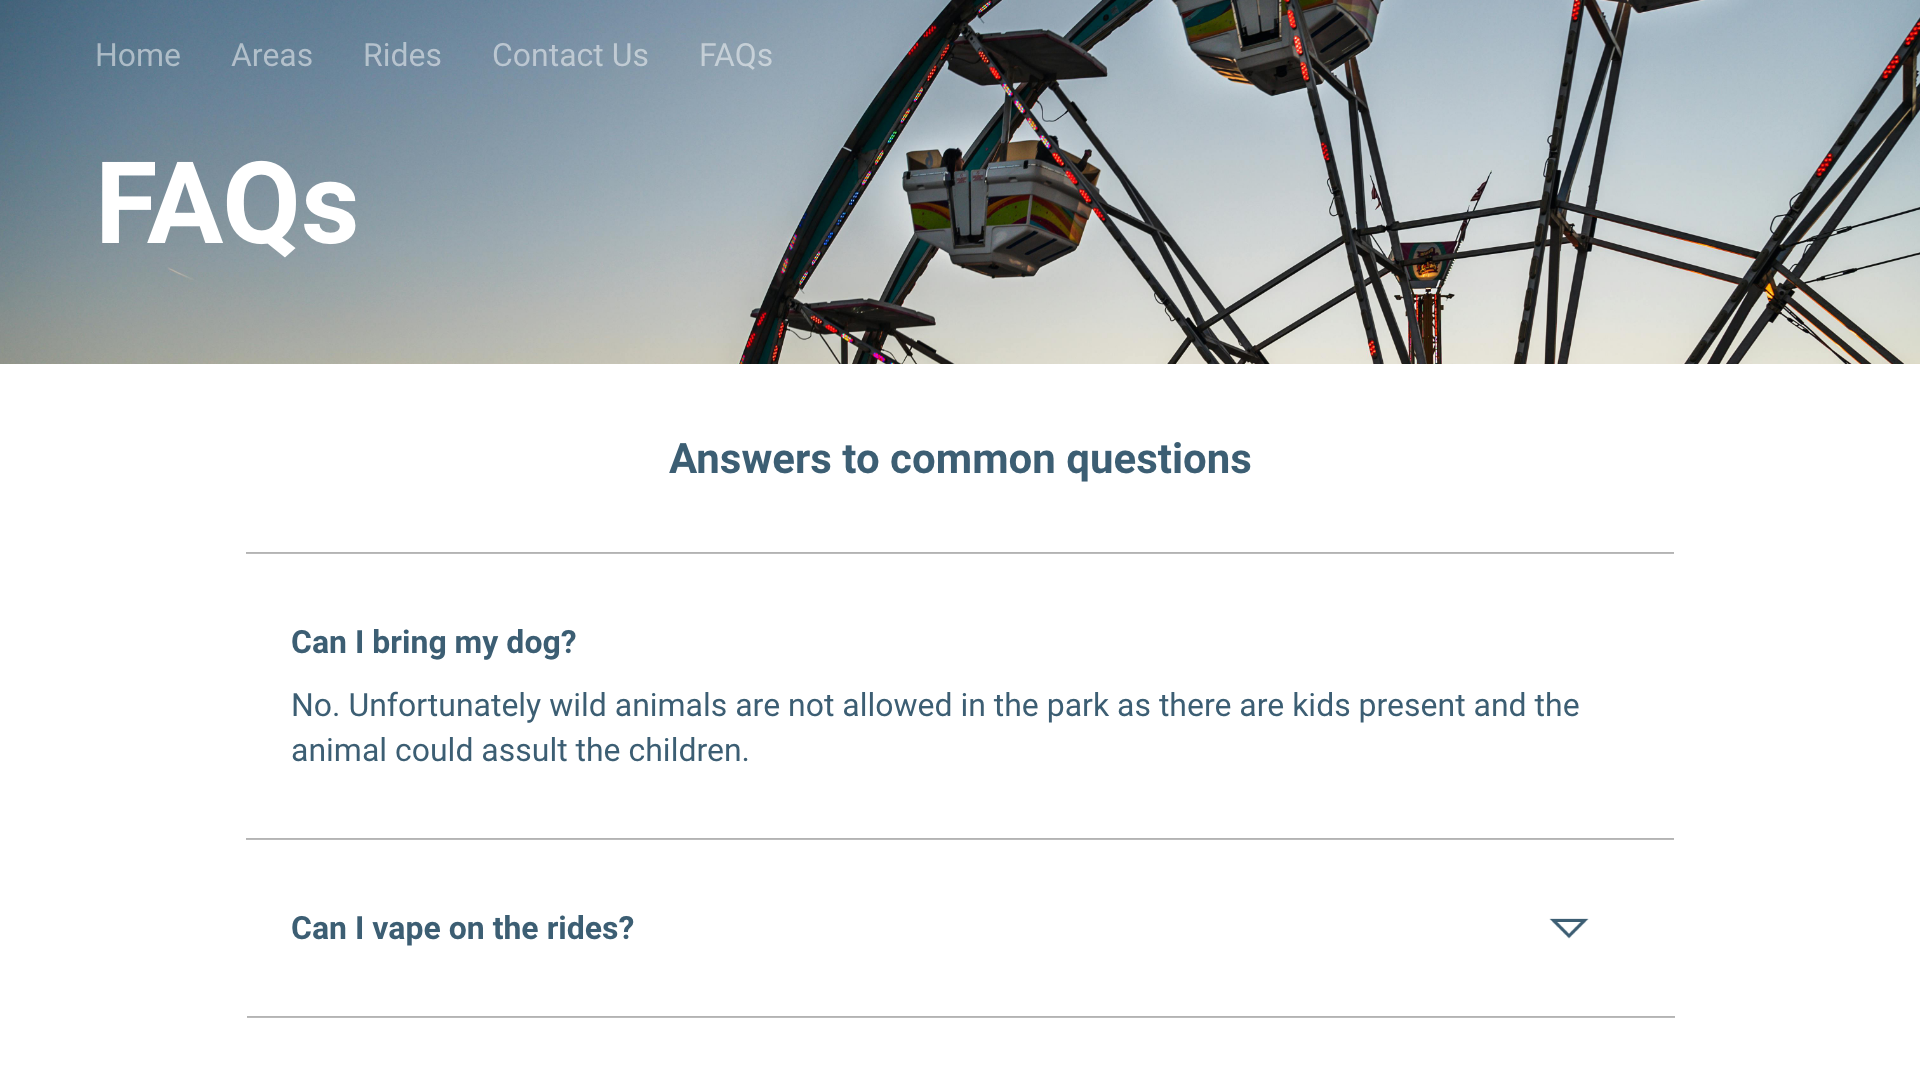 Home Areas Rides Contact Us FAQs
FAQs
Answers to common questions
Can I bring my dog?
No. Unfortunately wild animals are not allowed in the park as there are kids present and the
animal could assult the children.
Can I vape on the rides?